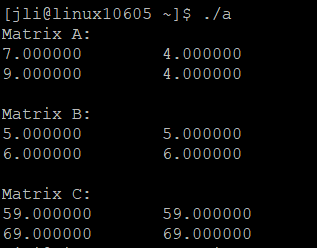 [jli@linux10605 ~]$ ./a
Matrix A:
7.000000 4.000000
9.000000 4.000000
Matrix B:
5.000000 5.000000
6.000000 6.000000
Matrix C:
59.000000 59.000000
69.000000 69.000000